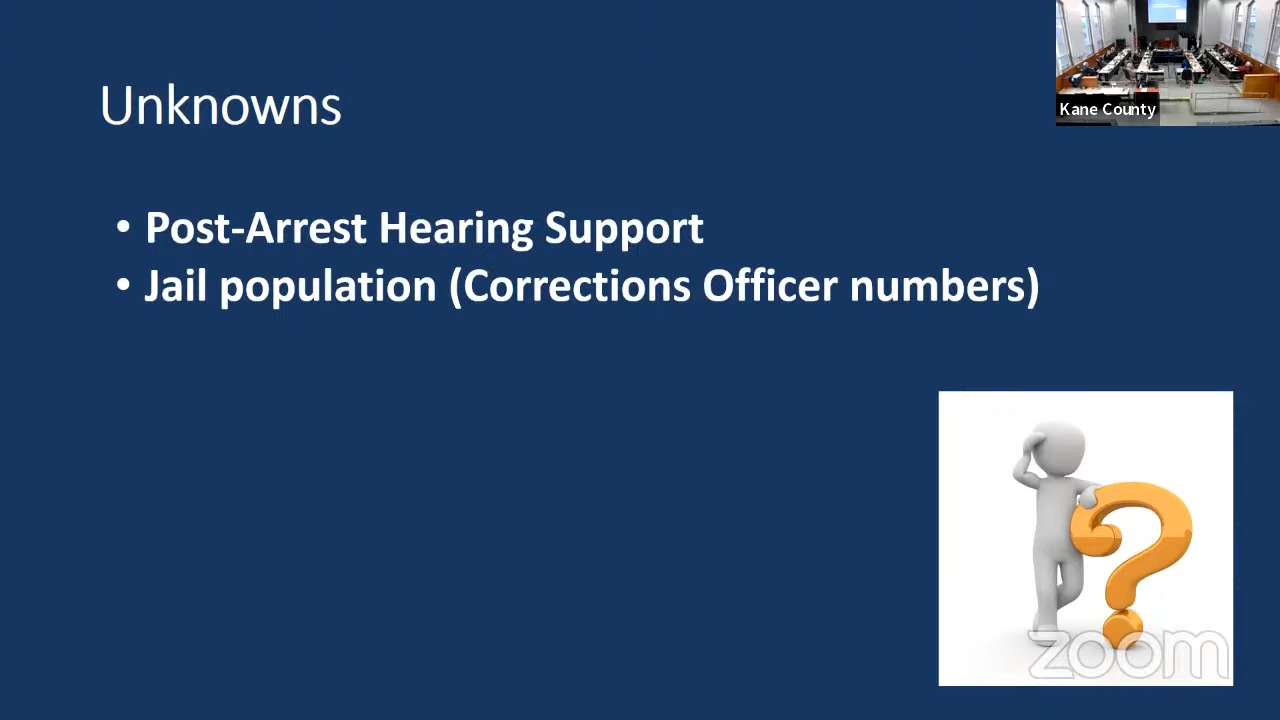 Unknowns
Kane County
• Post-Arrest Hearing Support
• Jail population (Corrections Officer numbers)
zoom